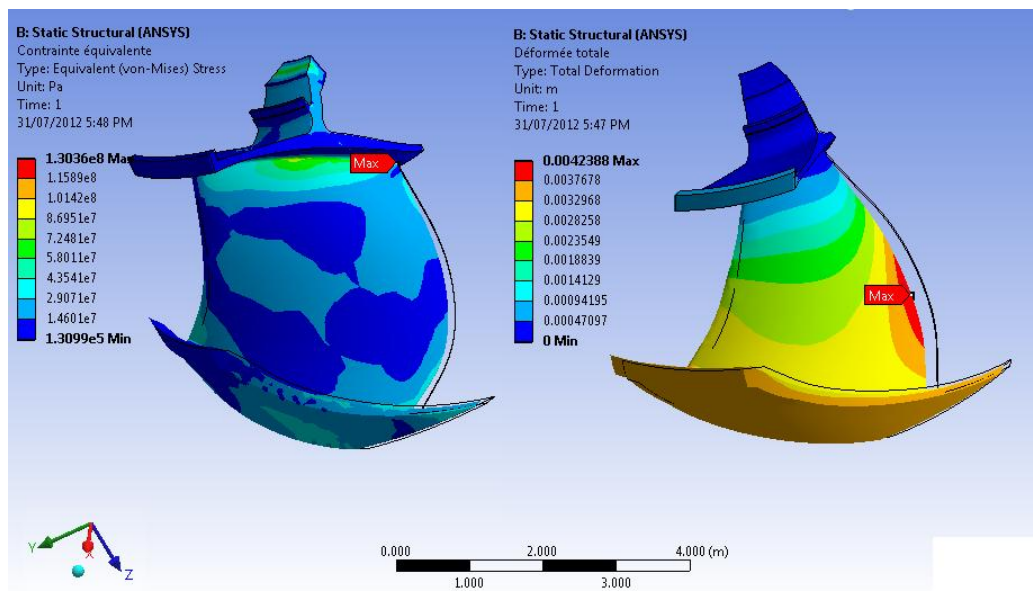 B: Static Structural (ANSYS)
Contrainte équivalente
Type: Equivalent (von-Mises) Stress
Unit: Pa
Time: 1
31/07/2012 5:48 PM
1.3036e8 Max
1.1589e8
1.0142e8
8.6951e7
7.2481e7
5.8011e7
4.3541e7
2.9071e7
1.4601e7
1.3099e5 Min
Max
B: Static Structural (ANSYS)
Déformée totale
Type: Total Deformation
Unit: m
Time: 1
31/07/2012 5:47 PM
0.0042388 Max
0.0037678
0.0032968
0.0028258
0.0023549
0.0018839
0.0014129
0.00094195
0.00047097
0 Min
Max
Y
X
Z
0.000 2.000 4.000 (m)
1.000 3.000